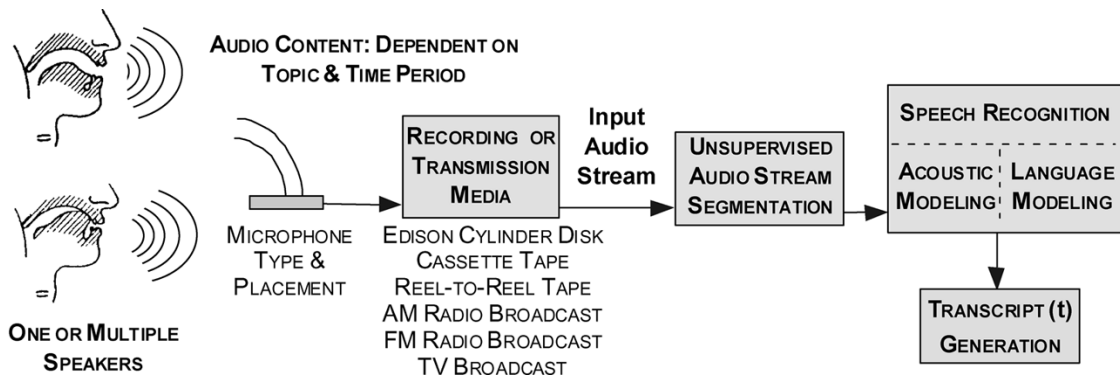 AUDIO CONTENT: DEPENDENT ON
TOPIC & TIME PERIOD
ONE OR MULTIPLE
SPEAKERS
MICROPHONE
TYPE &
PLACEMENT
RECORDING OR
TRANSMISSION
MEDIA
EDISON CYLINDER DISK
CASSETTE TAPE
REEL-TO-REEL TAPE
AM RADIO BROADCAST
FM RADIO BROADCAST
TV BROADCAST
Input
Audio
Stream
UNSUPERVISED
AUDIO STREAM
SEGMENTATION
SPEECH RECOGNITION
ACOUSTIC
MODELING
LANGUAGE
MODELING
TRANSCRIPT (t)
GENERATION